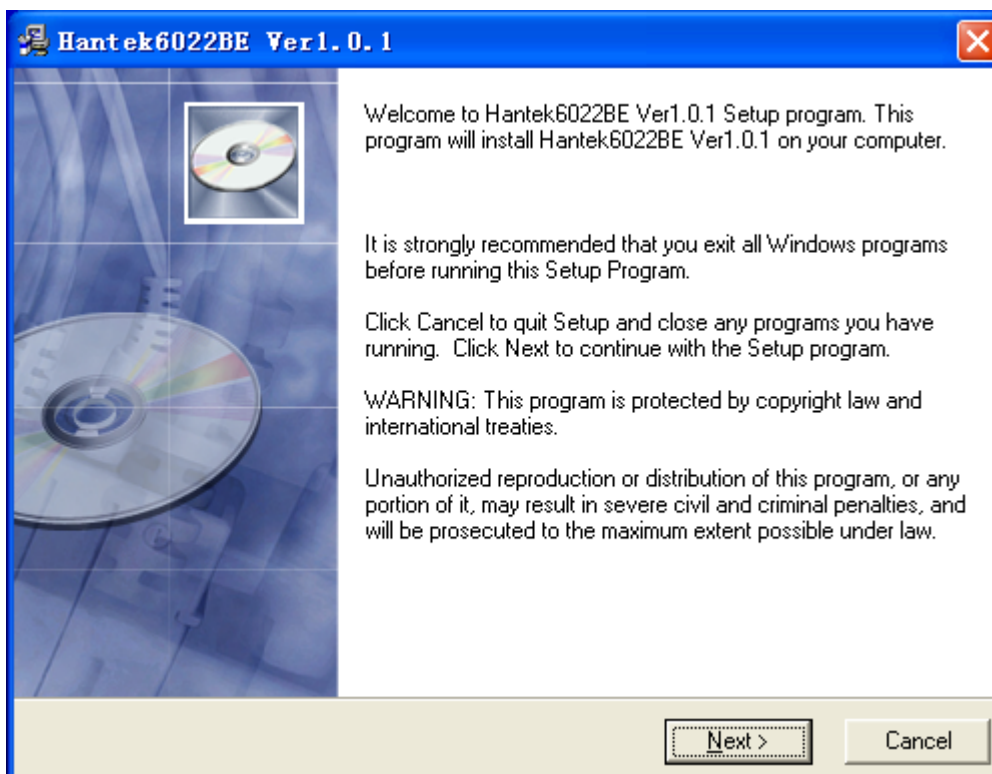 Hantek6022BE Ver1.0.1
Welcome to Hantek6022BE Ver1.0.1 Setup program. This
program will install Hantek6022BE Ver1.0.1 on your computer.
It is strongly recommended that you exit all Windows programs
before running this Setup Program.
Click Cancel to quit Setup and close any programs you have
running.  Click Next to continue with the Setup program.
WARNING: This program is protected by copyright law and
international treaties.
Unauthorized reproduction or distribution of this program, or any
portion of it, may result in severe civil and criminal penalties, and
will be prosecuted to the maximum extent possible under law.
Next >
Cancel